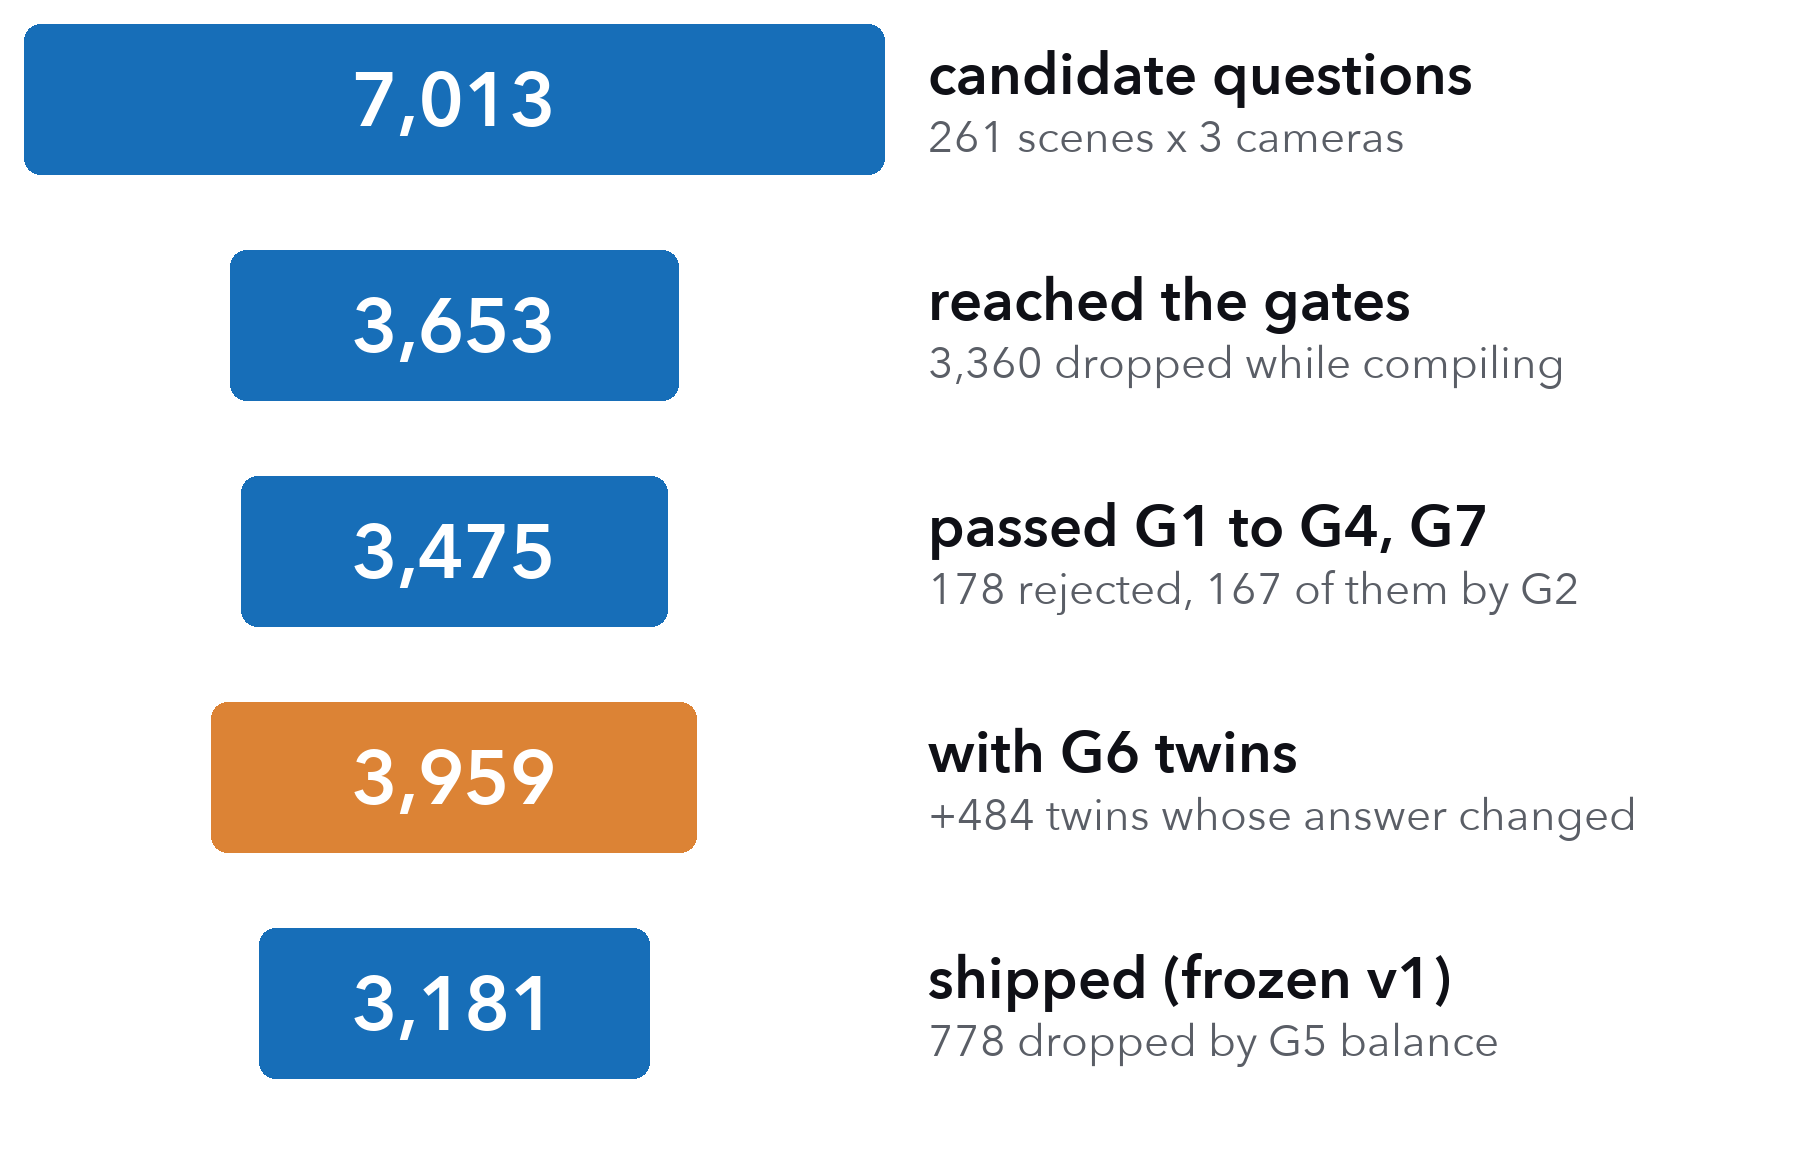 7,013
candidate questions
261 scenes x 3 cameras
3,653
reached the gates
3,360 dropped while compiling
3,475
passed G1 to G4, G7
178 rejected, 167 of them by G2
3,959
with G6 twins
+484 twins whose answer changed
3,181
shipped (frozen v1)
778 dropped by G5 balance